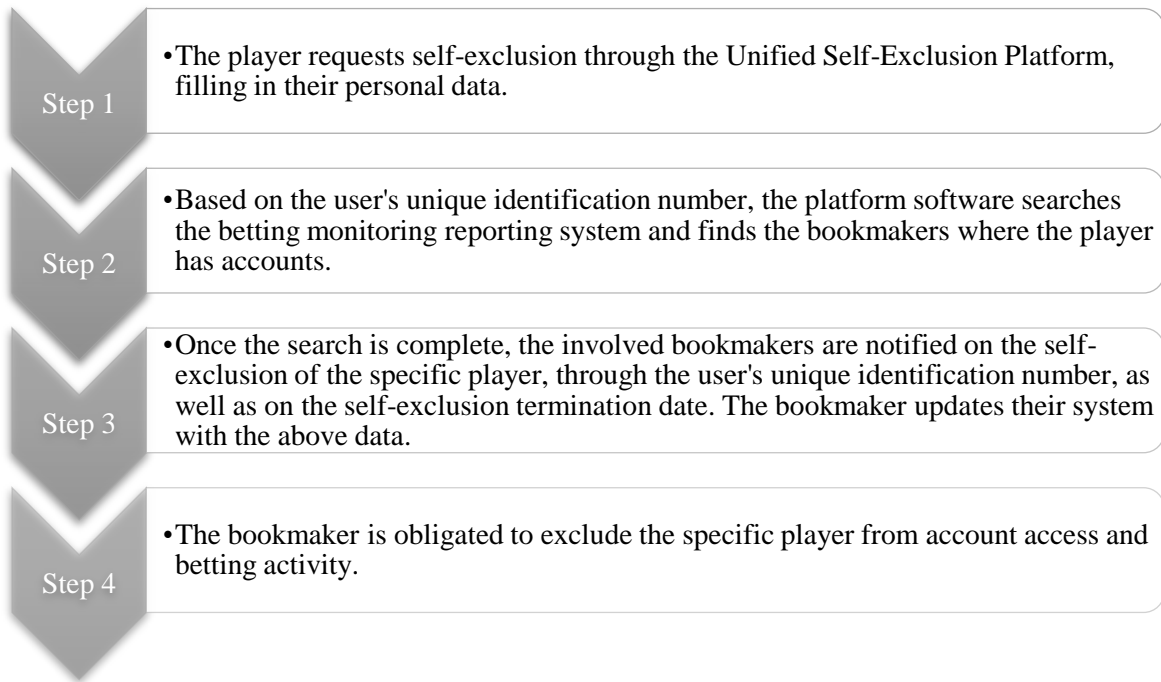 Step 1
•The player requests self-exclusion through the Unified Self-Exclusion Platform,
filling in their personal data.
Step 2
•Based on the user's unique identification number, the platform software searches
the betting monitoring reporting system and finds the bookmakers where the player
has accounts.
Step 3
•Once the search is complete, the involved bookmakers are notified on the self-
exclusion of the specific player, through the user's unique identification number, as
well as on the self-exclusion termination date. The bookmaker updates their system
with the above data.
Step 4
•The bookmaker is obligated to exclude the specific player from account access and
betting activity.